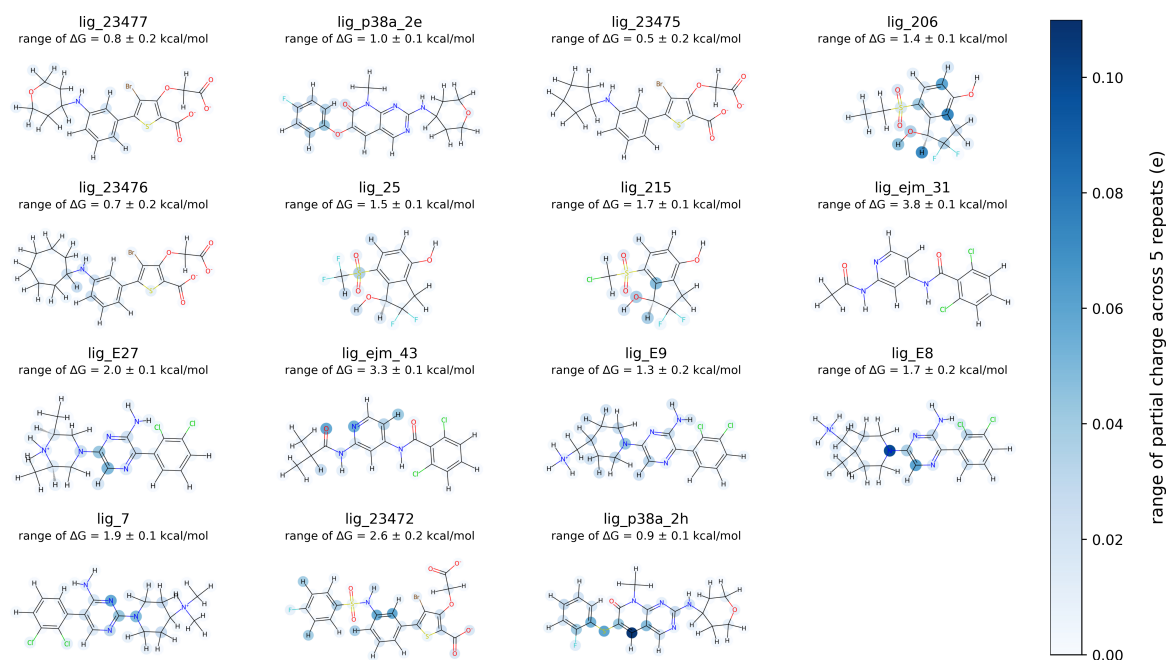 lig_23477
range of ΔG = 0.8 ± 0.2 kcal/mol
lig_p38a_2e
range of ΔG = 1.0 ± 0.1 kcal/mol
lig_23475
range of ΔG = 0.5 ± 0.2 kcal/mol
lig_206
range of ΔG = 1.4 ± 0.1 kcal/mol
lig_23476
range of ΔG = 0.7 ± 0.2 kcal/mol
lig_25
range of ΔG = 1.5 ± 0.1 kcal/mol
lig_215
range of ΔG = 1.7 ± 0.1 kcal/mol
lig_ejm_31
range of ΔG = 3.8 ± 0.1 kcal/mol
lig_E27
range of ΔG = 2.0 ± 0.1 kcal/mol
lig_ejm_43
range of ΔG = 3.3 ± 0.1 kcal/mol
lig_E9
range of ΔG = 1.3 ± 0.2 kcal/mol
lig_E8
range of ΔG = 1.7 ± 0.2 kcal/mol
lig_7
range of ΔG = 1.9 ± 0.1 kcal/mol
lig_23472
range of ΔG = 2.6 ± 0.2 kcal/mol
lig_p38a_2h
range of ΔG = 0.9 ± 0.1 kcal/mol
0.10
0.08
0.06
0.04
0.02
0.00
range of partial charge across 5 repeats (e)